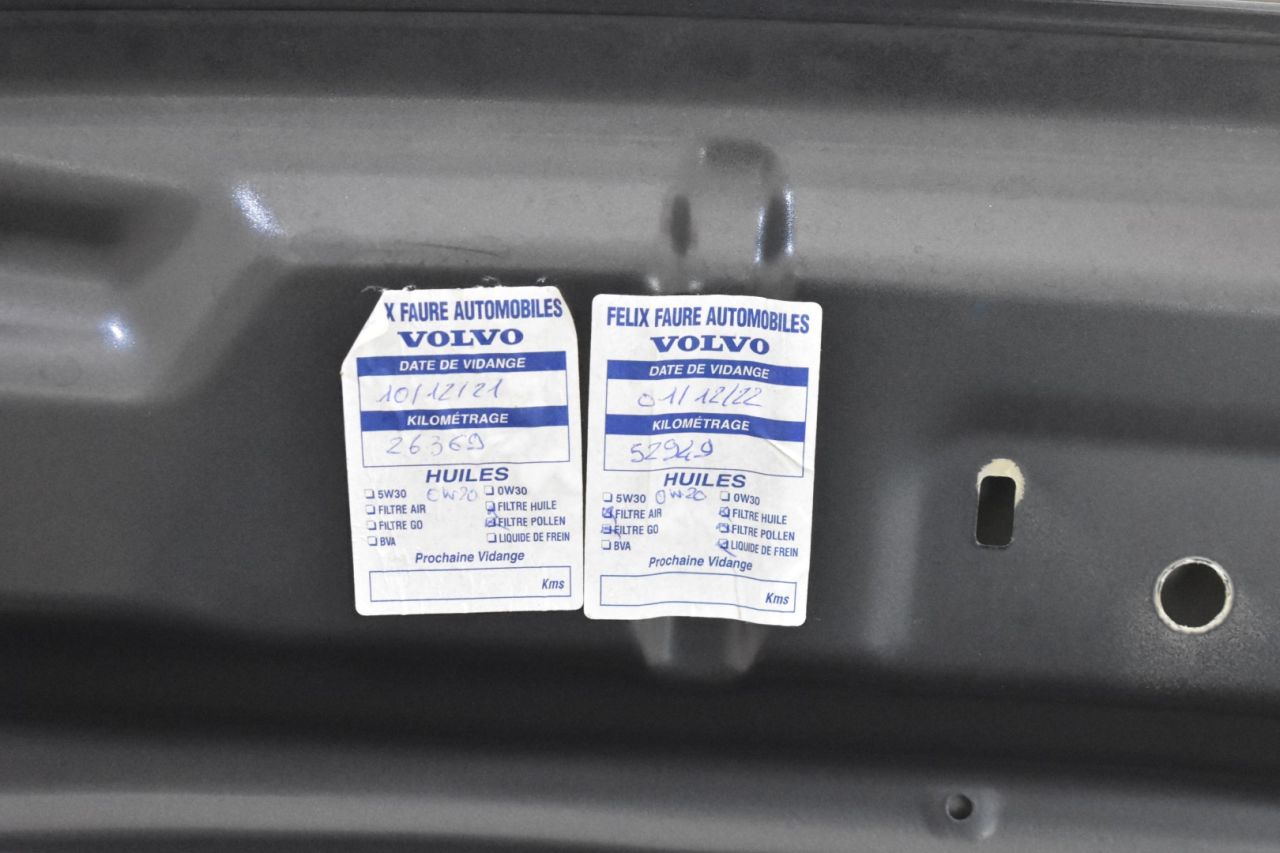 X FAURE AUTOMOBILES
VOLVO
DATE DE VIDANGE
10/12/21
KILOMÉTRAGE
26369
HUILES
5W30 0W20 0W30
FILTRE AIR FILTRE HUILE
FILTRE GO FILTRE POLLEN
BVA LIQUIDE DE FREIN
Prochaine Vidange
Kms
FELIX FAURE AUTOMOBILES
VOLVO
DATE DE VIDANGE
01/12/22
KILOMÉTRAGE
52949
HUILES
5W30 0W20 0W30
FILTRE AIR FILTRE HUILE
FILTRE GO FILTRE POLLEN
BVA LIQUIDE DE FREIN
Prochaine Vidange
Kms